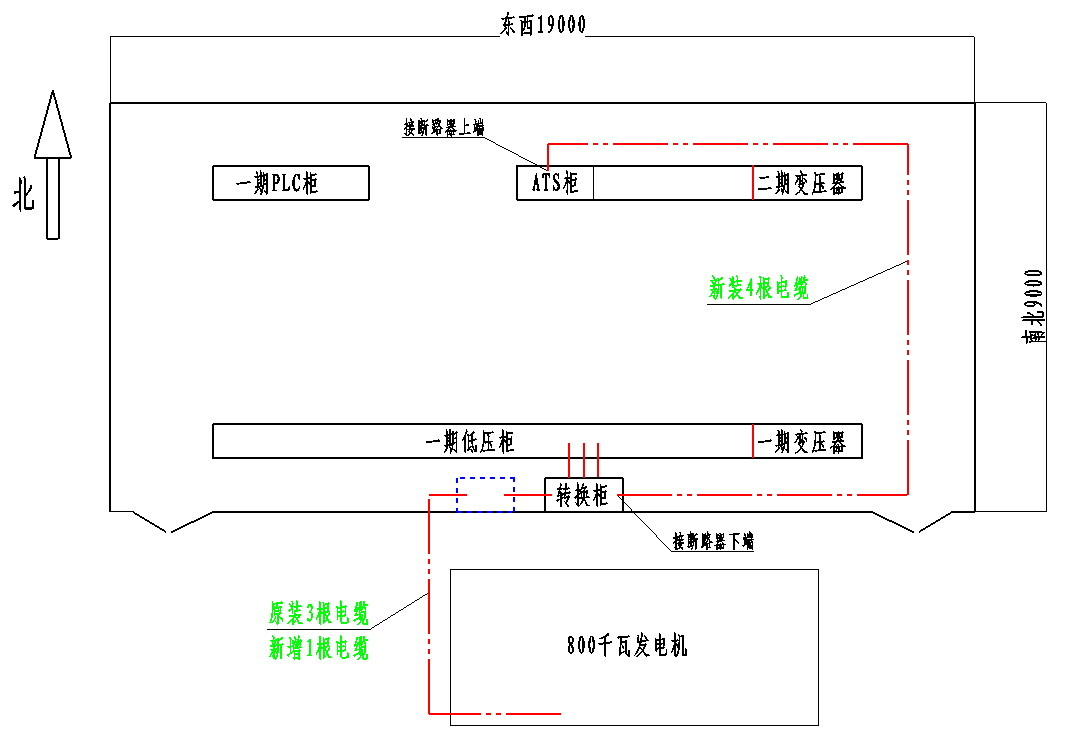 东西19000
接断路器上端
北
一期PLC柜
ATS柜
二期变压器
新装4根电缆
南北9000
一期低压柜
一期变压器
转换柜
接断路器下端
原装3根电缆
新增1根电缆
800千瓦发电机